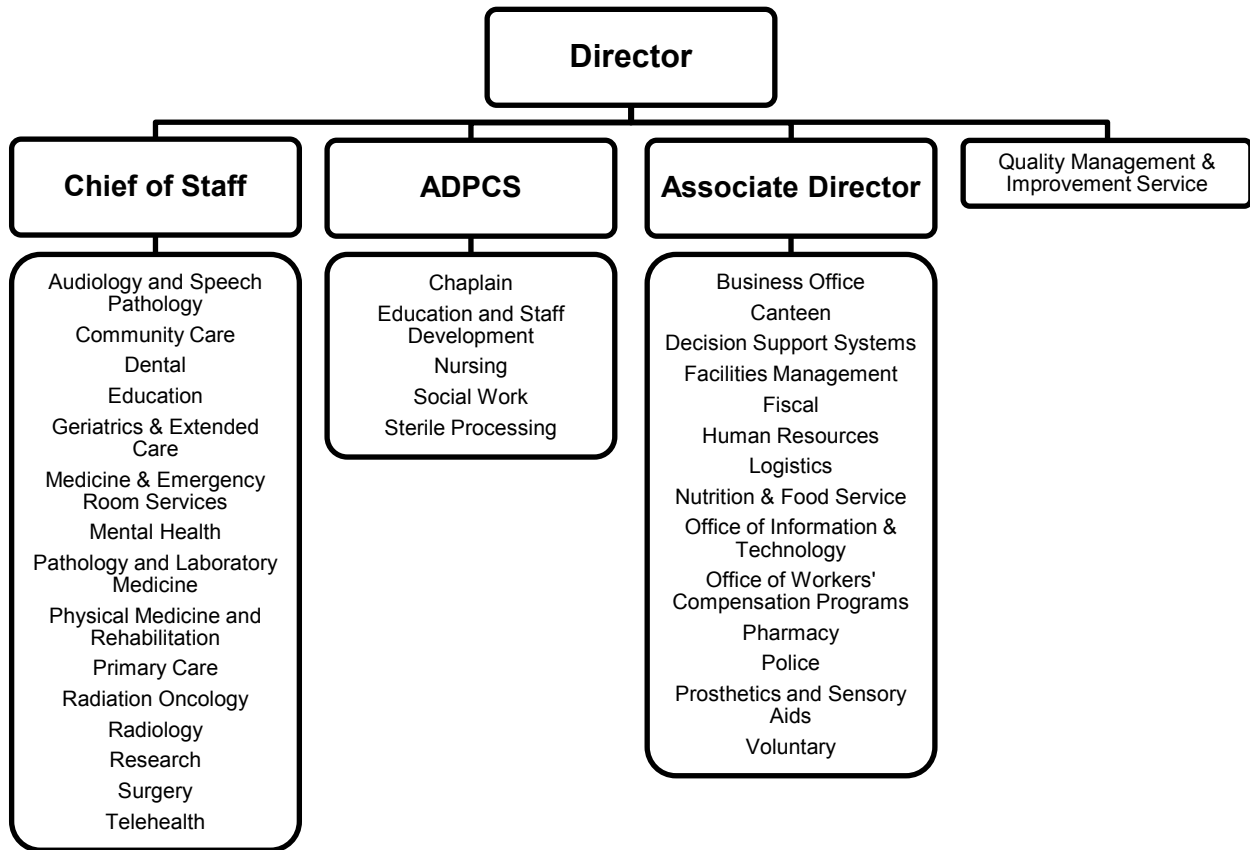 Director
Chief of Staff
ADPCS
Associate Director
Quality Management &
Improvement Service
Audiology and Speech
Pathology
Community Care
Dental
Education
Geriatrics & Extended
Care
Medicine & Emergency
Room Services
Mental Health
Pathology and Laboratory
Medicine
Physical Medicine and
Rehabilitation
Primary Care
Radiation Oncology
Radiology
Research
Surgery
Telehealth
Chaplain
Education and Staff
Development
Nursing
Social Work
Sterile Processing
Business Office
Canteen
Decision Support Systems
Facilities Management
Fiscal
Human Resources
Logistics
Nutrition & Food Service
Office of Information &
Technology
Office of Workers'
Compensation Programs
Pharmacy
Police
Prosthetics and Sensory
Aids
Voluntary